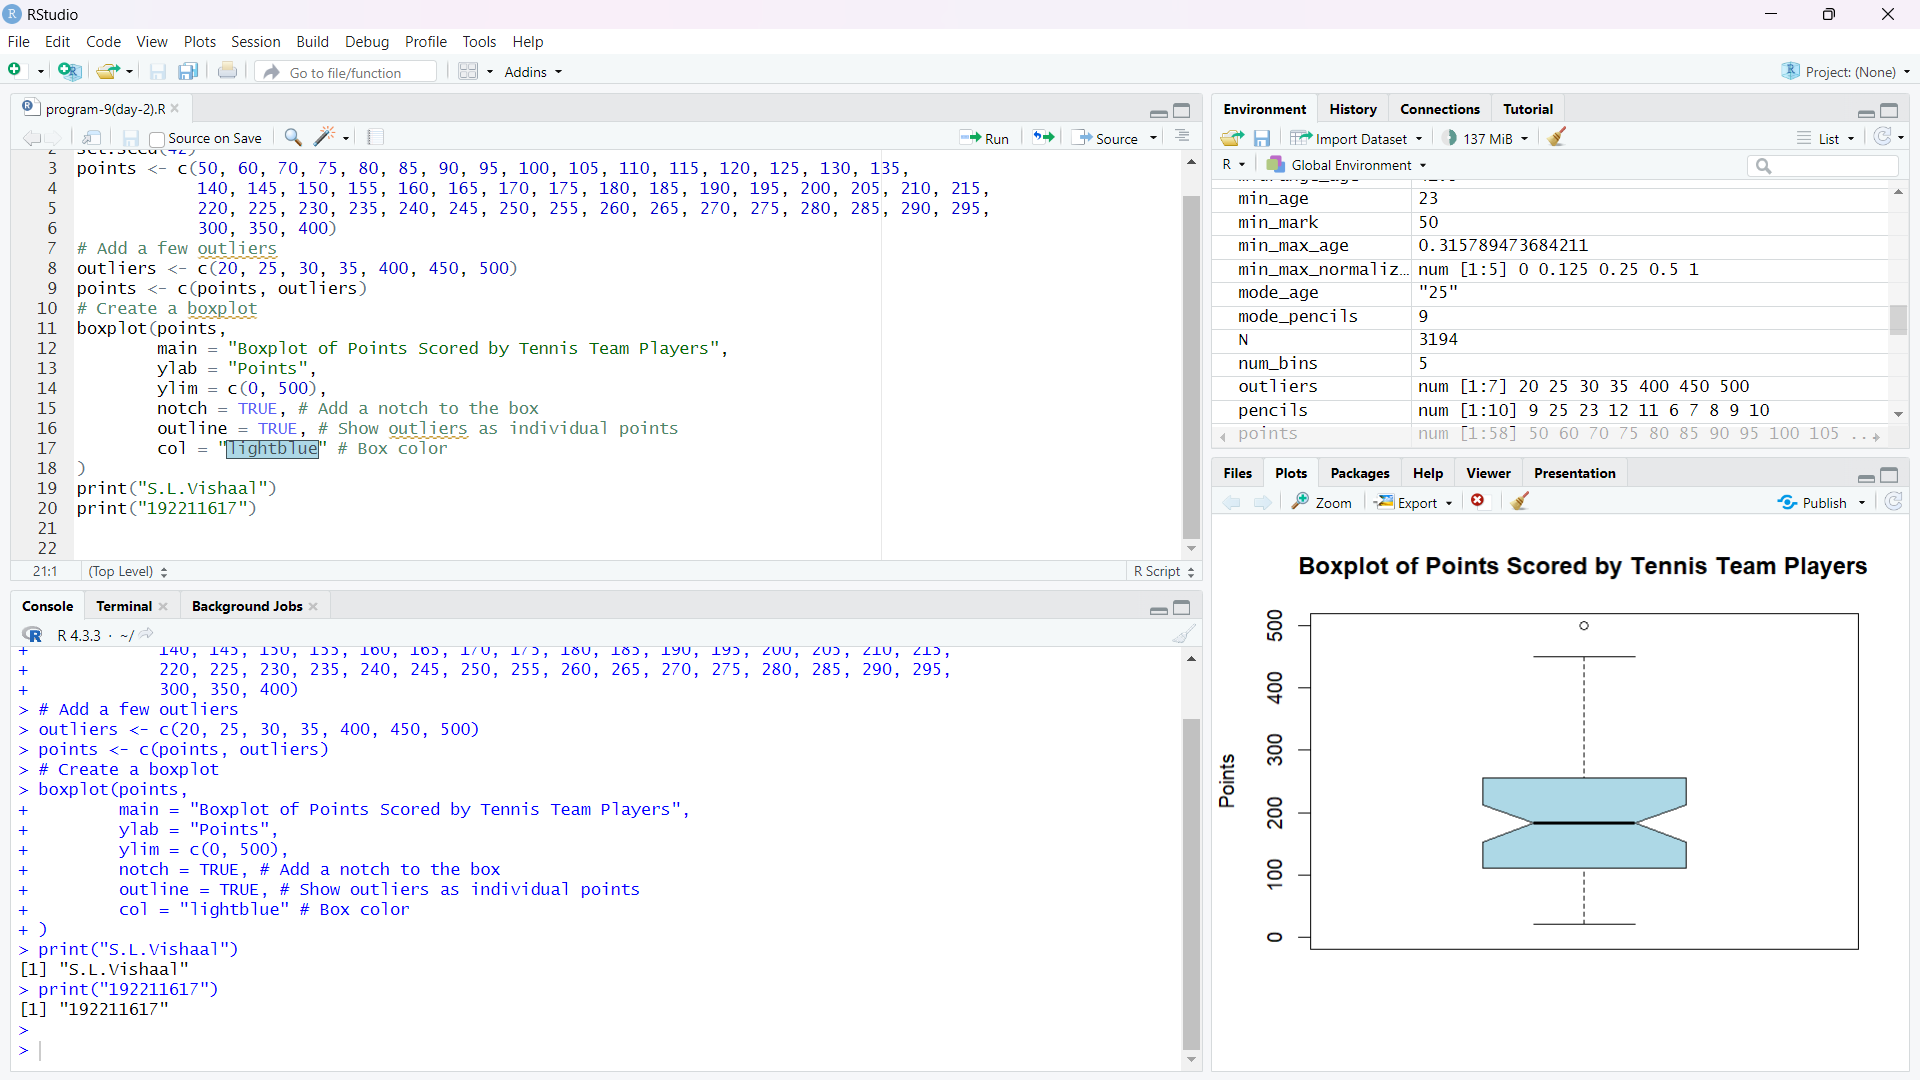 RStudio
File Edit Code View Plots Session Build Debug Profile Tools Help
Go to file/function Addins Project: (None)
program-9(day-2).R
Source on Save Run Source
2 set.seed(42)
3 points <- c(50, 60, 70, 75, 80, 85, 90, 95, 100, 105, 110, 115, 120, 125, 130, 135,
4 140, 145, 150, 155, 160, 165, 170, 175, 180, 185, 190, 195, 200, 205, 210, 215,
5 220, 225, 230, 235, 240, 245, 250, 255, 260, 265, 270, 275, 280, 285, 290, 295,
6 300, 350, 400)
7 # Add a few outliers
8 outliers <- c(20, 25, 30, 35, 400, 450, 500)
9 points <- c(points, outliers)
10 # Create a boxplot
11 boxplot(points,
12 main = "Boxplot of Points Scored by Tennis Team Players",
13 ylab = "Points",
14 ylim = c(0, 500),
15 notch = TRUE, # Add a notch to the box
16 outline = TRUE, # Show outliers as individual points
17 col = "lightblue" # Box color
18 )
19 print("S.L.Vishaal")
20 print("192211617")
21
22
21:1 (Top Level) R Script
Console Terminal Background Jobs
R 4.3.3 · ~/
+ 140, 145, 150, 155, 160, 165, 170, 175, 180, 185, 190, 195, 200, 205, 210, 215,
+ 220, 225, 230, 235, 240, 245, 250, 255, 260, 265, 270, 275, 280, 285, 290, 295,
+ 300, 350, 400)
> # Add a few outliers
> outliers <- c(20, 25, 30, 35, 400, 450, 500)
> points <- c(points, outliers)
> # Create a boxplot
> boxplot(points,
+ main = "Boxplot of Points Scored by Tennis Team Players",
+ ylab = "Points",
+ ylim = c(0, 500),
+ notch = TRUE, # Add a notch to the box
+ outline = TRUE, # Show outliers as individual points
+ col = "lightblue" # Box color
+ )
> print("S.L.Vishaal")
[1] "S.L.Vishaal"
> print("192211617")
[1] "192211617"
>
>
Environment History Connections Tutorial
Import Dataset 137 MiB List
R Global Environment
min_age 23
min_mark 50
min_max_age 0.315789473684211
min_max_normaliz… num [1:5] 0 0.125 0.25 0.5 1
mode_age "25"
mode_pencils 9
N 3194
num_bins 5
outliers num [1:7] 20 25 30 35 400 450 500
pencils num [1:10] 9 25 23 12 11 6 7 8 9 10
points num [1:58] 50 60 70 75 80 85 90 95 100 105 ...
Files Plots Packages Help Viewer Presentation
Zoom Export Publish
Boxplot of Points Scored by Tennis Team Players
Points
500
400
300
200
100
0